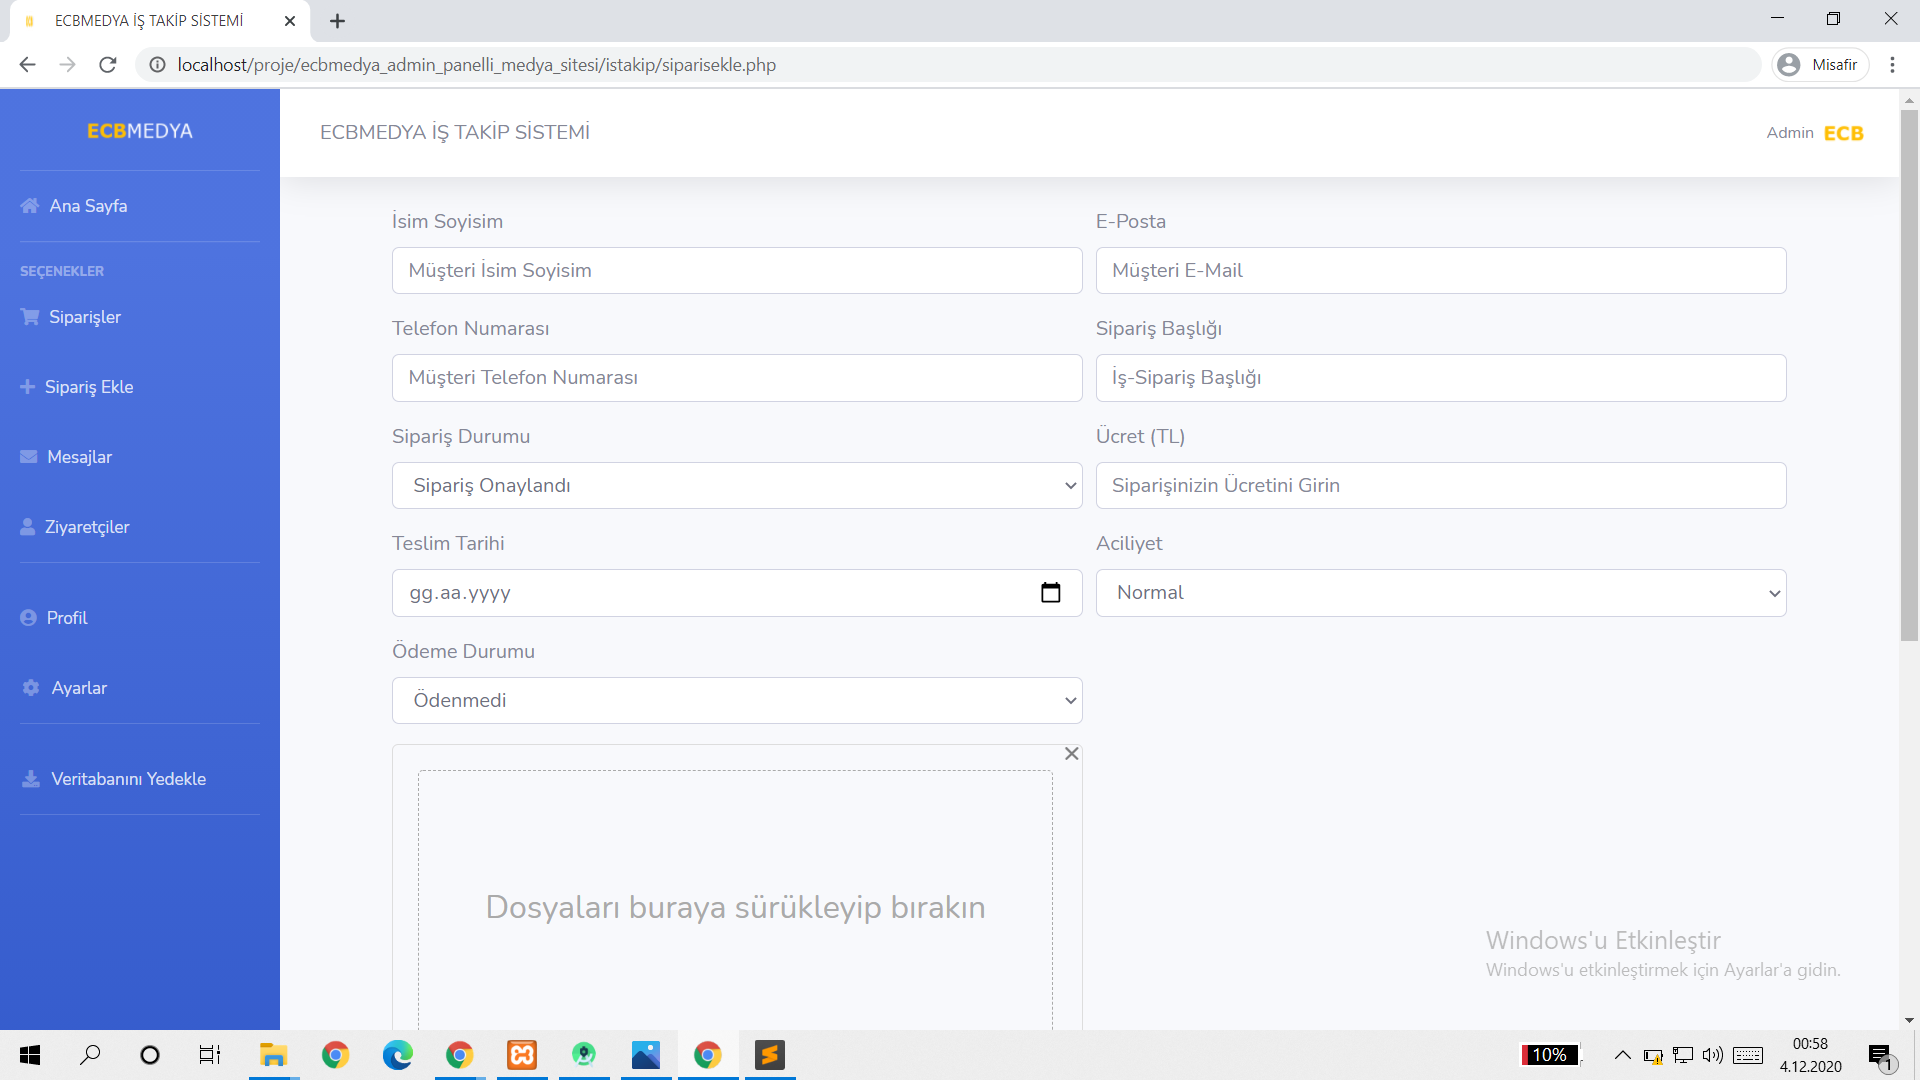 ECBMEDYA İŞ TAKİP SİSTEMİ
localhost/proje/ecbmedya_admin_panelli_medya_sitesi/istakip/siparisekle.php
Misafir
ECBMEDYA
ECBMEDYA İŞ TAKİP SİSTEMİ
Admin ECB
Ana Sayfa
SEÇENEKLER
Siparişler
Sipariş Ekle
Mesajlar
Ziyaretçiler
Profil
Ayarlar
Veritabanını Yedekle
İsim Soyisim
Müşteri İsim Soyisim
E-Posta
Müşteri E-Mail
Telefon Numarası
Müşteri Telefon Numarası
Sipariş Başlığı
İş-Sipariş Başlığı
Sipariş Durumu
Sipariş Onaylandı
Ücret (TL)
Siparişinizin Ücretini Girin
Teslim Tarihi
gg.aa.yyyy
Aciliyet
Normal
Ödeme Durumu
Ödenmedi
Dosyaları buraya sürükleyip bırakın
Windows'u Etkinleştir
Windows'u etkinleştirmek için Ayarlar'a gidin.
10%
00:58
4.12.2020
1